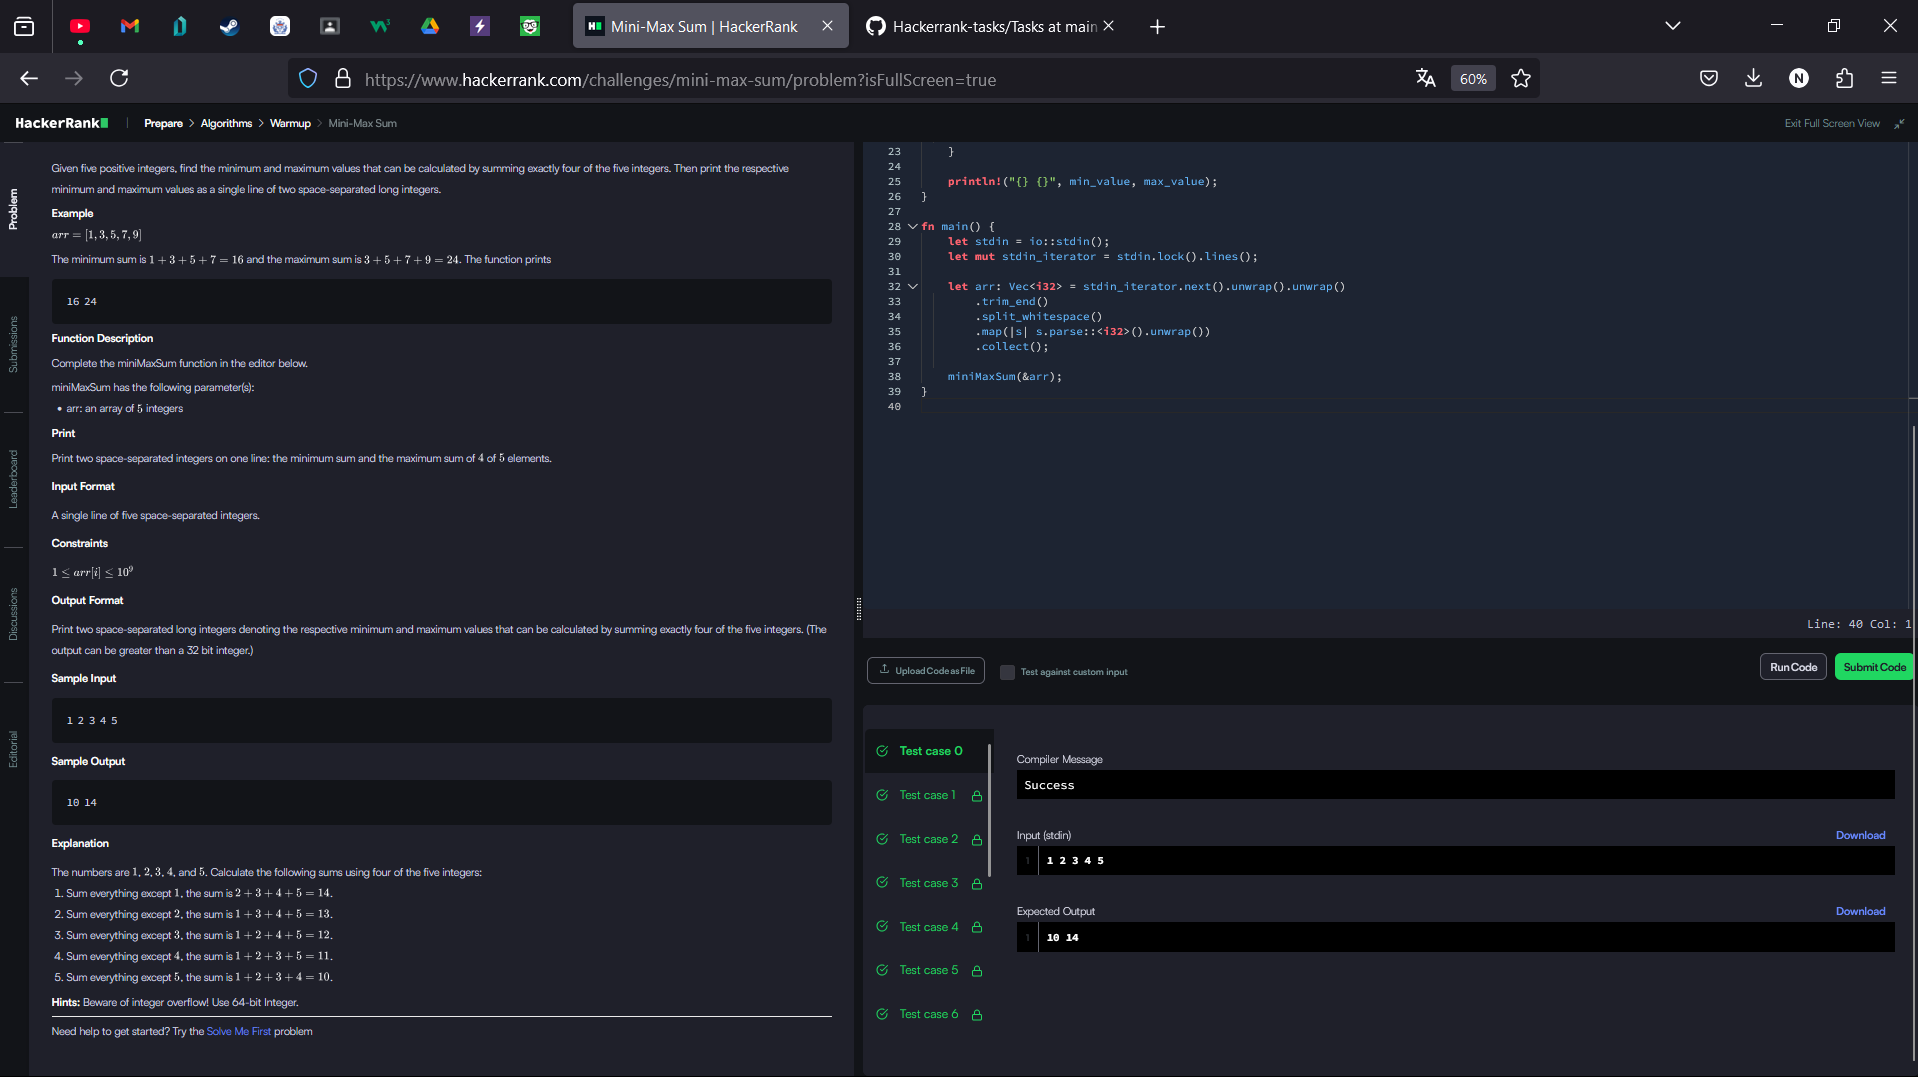 Mini-Max Sum | HackerRank
Hackerrank-tasks/Tasks at main
https://www.hackerrank.com/challenges/mini-max-sum/problem?isFullScreen=true
60%
N
HackerRank
Prepare > Algorithms > Warmup > Mini-Max Sum
Exit Full Screen View
Problem
Submissions
Leaderboard
Discussions
Editorial
Given five positive integers, find the minimum and maximum values that can be calculated by summing exactly four of the five integers. Then print the respective
minimum and maximum values as a single line of two space-separated long integers.
Example
arr = [1, 3, 5, 7, 9]
The minimum sum is 1 + 3 + 5 + 7 = 16 and the maximum sum is 3 + 5 + 7 + 9 = 24. The function prints
16 24
Function Description
Complete the miniMaxSum function in the editor below.
miniMaxSum has the following parameter(s):
• arr: an array of 5 integers
Print
Print two space-separated integers on one line: the minimum sum and the maximum sum of 4 of 5 elements.
Input Format
A single line of five space-separated integers.
Constraints
1 ≤ arr[i] ≤ 10⁹
Output Format
Print two space-separated long integers denoting the respective minimum and maximum values that can be calculated by summing exactly four of the five integers. (The
output can be greater than a 32 bit integer.)
Sample Input
1 2 3 4 5
Sample Output
10 14
Explanation
The numbers are 1, 2, 3, 4, and 5. Calculate the following sums using four of the five integers:
1. Sum everything except 1, the sum is 2 + 3 + 4 + 5 = 14.
2. Sum everything except 2, the sum is 1 + 3 + 4 + 5 = 13.
3. Sum everything except 3, the sum is 1 + 2 + 4 + 5 = 12.
4. Sum everything except 4, the sum is 1 + 2 + 3 + 5 = 11.
5. Sum everything except 5, the sum is 1 + 2 + 3 + 4 = 10.
Hints: Beware of integer overflow! Use 64-bit Integer.
Need help to get started? Try the Solve Me First problem
23 }
24
25 println!("{} {}", min_value, max_value);
26 }
27
28 fn main() {
29 let stdin = io::stdin();
30 let mut stdin_iterator = stdin.lock().lines();
31
32 let arr: Vec<i32> = stdin_iterator.next().unwrap().unwrap()
33 .trim_end()
34 .split_whitespace()
35 .map(|s| s.parse::<i32>().unwrap())
36 .collect();
37
38 miniMaxSum(&arr);
39 }
40
Line: 40 Col: 1
Upload Code as File
Test against custom input
Run Code
Submit Code
Test case 0
Test case 1
Test case 2
Test case 3
Test case 4
Test case 5
Test case 6
Compiler Message
Success
Input (stdin)
Download
1 1 2 3 4 5
Expected Output
Download
1 10 14